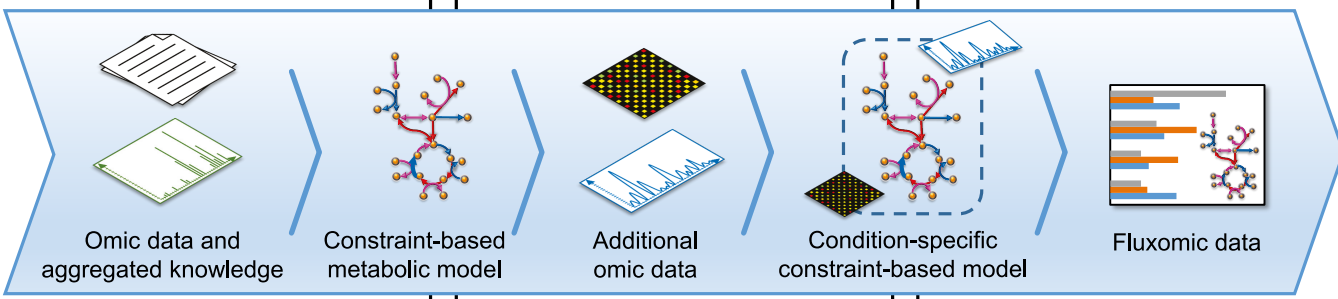 Omic data and
aggregated knowledge
Constraint-based
metabolic model
Additional
omic data
Condition-specific
constraint-based model
Fluxomic data